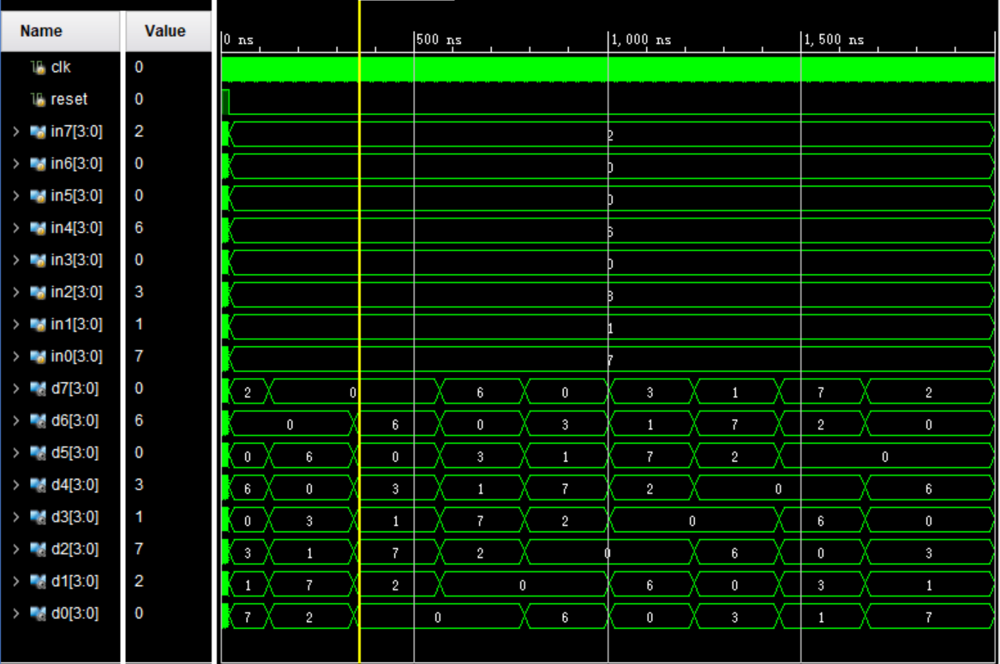 Name Value 0 ns 500 ns 1,000 ns 1,500 ns
clk 0
reset 0
in7[3:0] 2 2
in6[3:0] 0 0
in5[3:0] 0 0
in4[3:0] 6 6
in3[3:0] 0 0
in2[3:0] 3 3
in1[3:0] 1 1
in0[3:0] 7 7
d7[3:0] 0 2 0 6 0 3 1 7 2
d6[3:0] 6 0 6 0 3 1 7 2 0
d5[3:0] 0 0 6 0 3 1 7 2 0
d4[3:0] 3 6 0 3 1 7 2 0 6
d3[3:0] 1 0 3 1 7 2 0 6 0
d2[3:0] 7 3 1 7 2 0 6 0 3
d1[3:0] 2 1 7 2 0 6 0 3 1
d0[3:0] 0 7 2 0 6 0 3 1 7